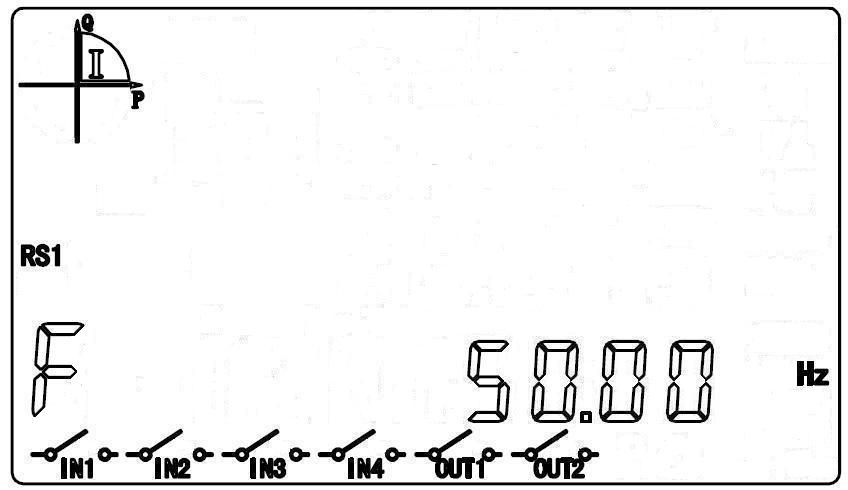 Q
I
P
RS1
F 50.00 Hz
IN1 IN2 IN3 IN4 OUT1 OUT2